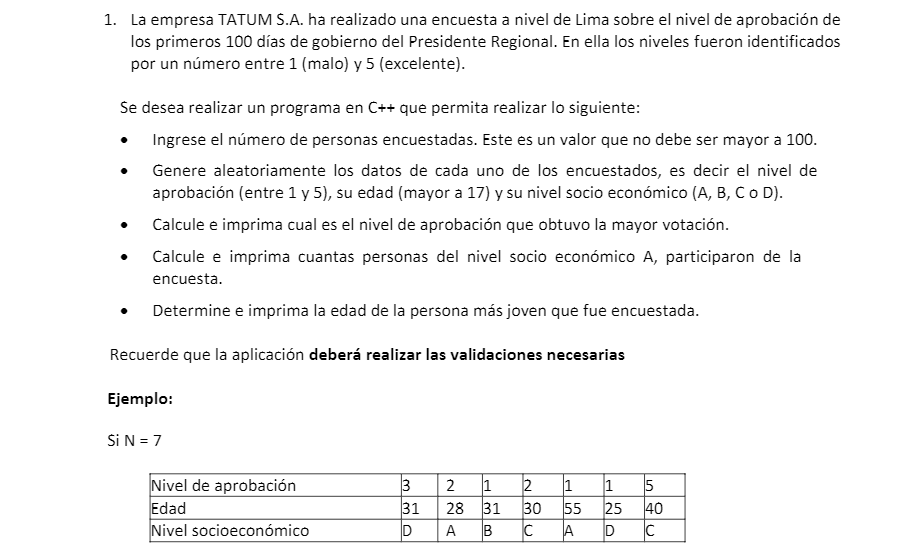 1. La empresa TATUM S.A. ha realizado una encuesta a nivel de Lima sobre el nivel de aprobación de
los primeros 100 días de gobierno del Presidente Regional. En ella los niveles fueron identificados
por un número entre 1 (malo) y 5 (excelente).
Se desea realizar un programa en C++ que permita realizar lo siguiente:
• Ingrese el número de personas encuestadas. Este es un valor que no debe ser mayor a 100.
• Genere aleatoriamente los datos de cada uno de los encuestados, es decir el nivel de
aprobación (entre 1 y 5), su edad (mayor a 17) y su nivel socio económico (A, B, C o D).
• Calcule e imprima cual es el nivel de aprobación que obtuvo la mayor votación.
• Calcule e imprima cuantas personas del nivel socio económico A, participaron de la
encuesta.
• Determine e imprima la edad de la persona más joven que fue encuestada.
Recuerde que la aplicación deberá realizar las validaciones necesarias
Ejemplo:
Si N = 7
Nivel de aprobación 3 2 1 2 1 1 5
Edad 31 28 31 30 55 25 40
Nivel socioeconómico D A B C A D C